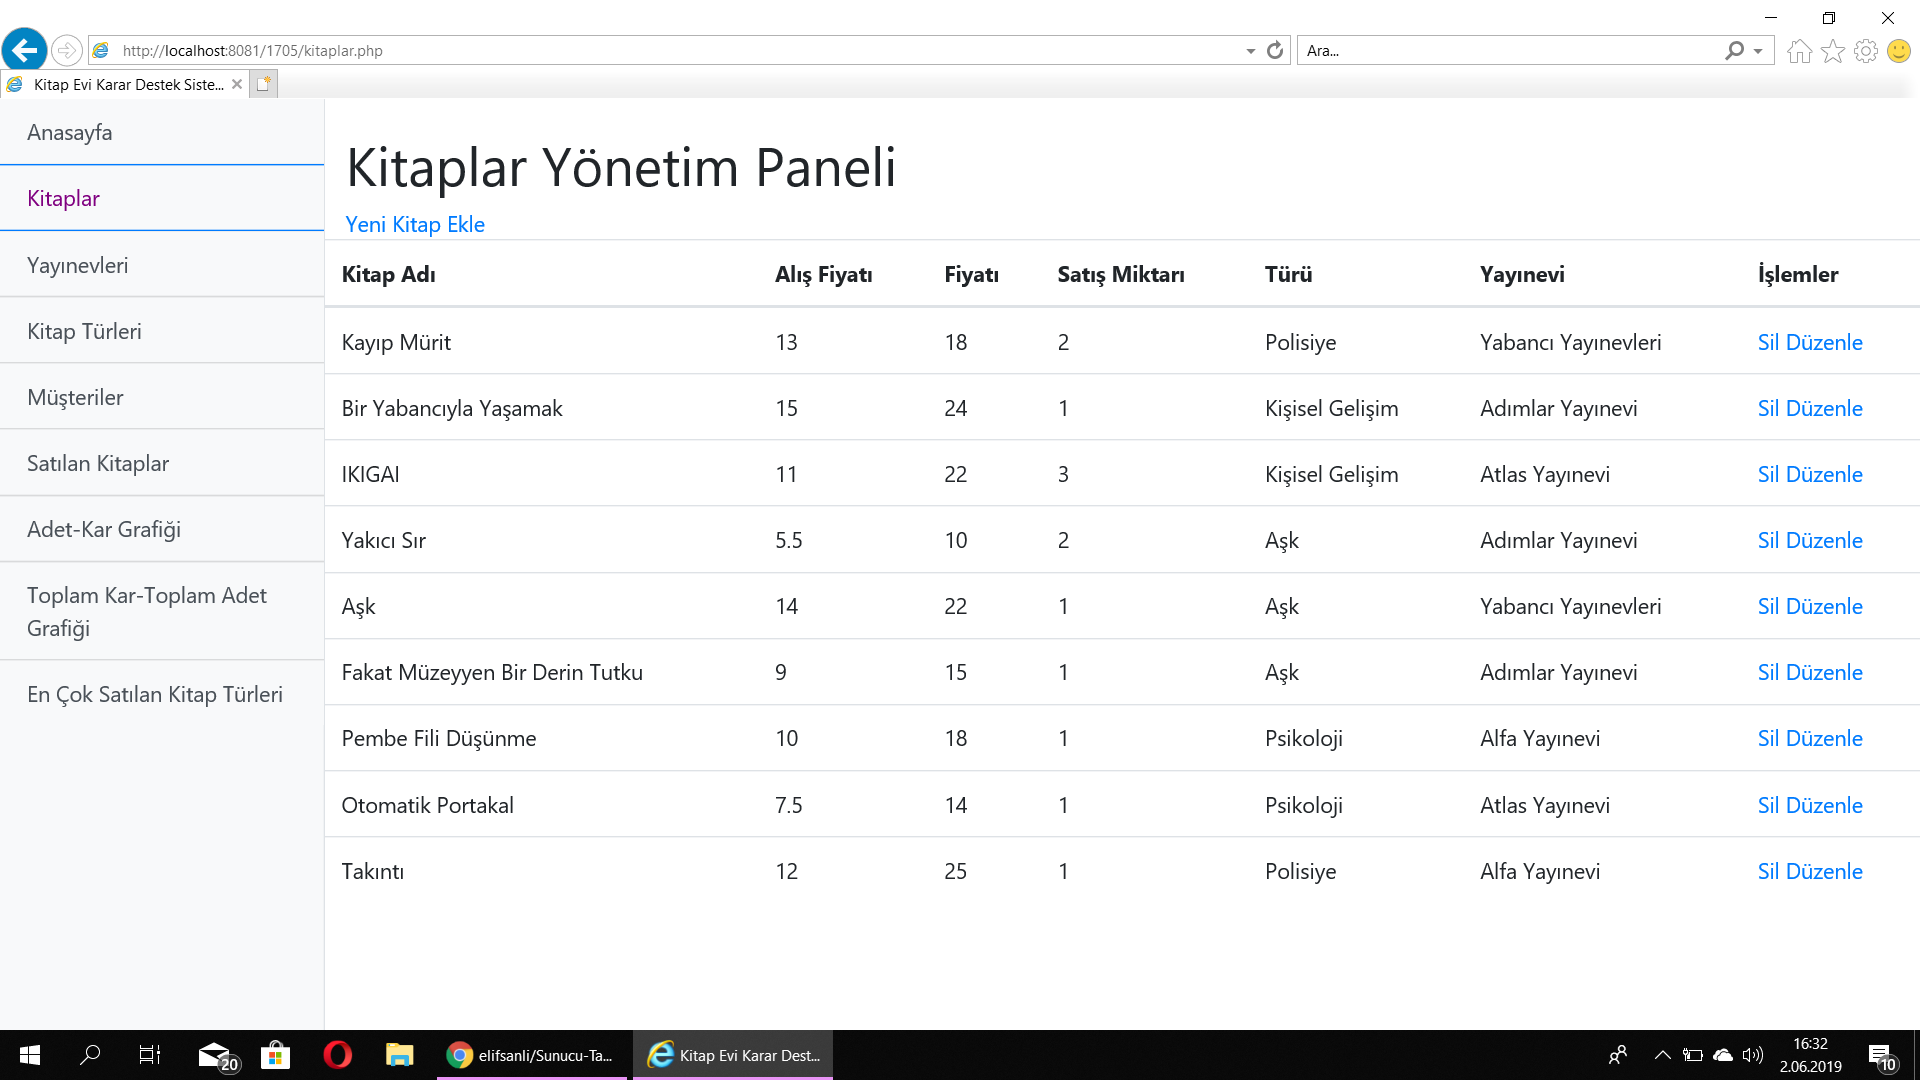 http://localhost:8081/1705/kitaplar.php
Ara...
Kitap Evi Karar Destek Siste...
Anasayfa
Kitaplar
Yayınevleri
Kitap Türleri
Müşteriler
Satılan Kitaplar
Adet-Kar Grafiği
Toplam Kar-Toplam Adet
Grafiği
En Çok Satılan Kitap Türleri
Kitaplar Yönetim Paneli
Yeni Kitap Ekle
Kitap Adı Alış Fiyatı Fiyatı Satış Miktarı Türü Yayınevi İşlemler
Kayıp Mürit 13 18 2 Polisiye Yabancı Yayınevleri Sil Düzenle
Bir Yabancıyla Yaşamak 15 24 1 Kişisel Gelişim Adımlar Yayınevi Sil Düzenle
IKIGAI 11 22 3 Kişisel Gelişim Atlas Yayınevi Sil Düzenle
Yakıcı Sır 5.5 10 2 Aşk Adımlar Yayınevi Sil Düzenle
Aşk 14 22 1 Aşk Yabancı Yayınevleri Sil Düzenle
Fakat Müzeyyen Bir Derin Tutku 9 15 1 Aşk Adımlar Yayınevi Sil Düzenle
Pembe Fili Düşünme 10 18 1 Psikoloji Alfa Yayınevi Sil Düzenle
Otomatik Portakal 7.5 14 1 Psikoloji Atlas Yayınevi Sil Düzenle
Takıntı 12 25 1 Polisiye Alfa Yayınevi Sil Düzenle
20
elifsanli/Sunucu-Ta...
Kitap Evi Karar Dest...
16:32
2.06.2019
10